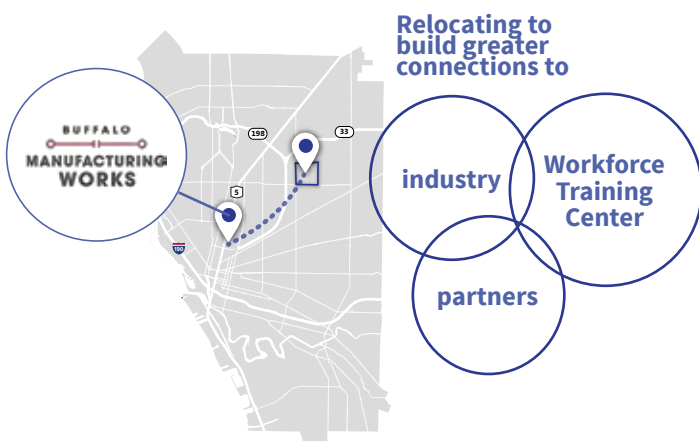 Relocating to
build greater
connections to
BUFFALO
MANUFACTURING
WORKS
198
33
5
190
industry
Workforce
Training
Center
partners